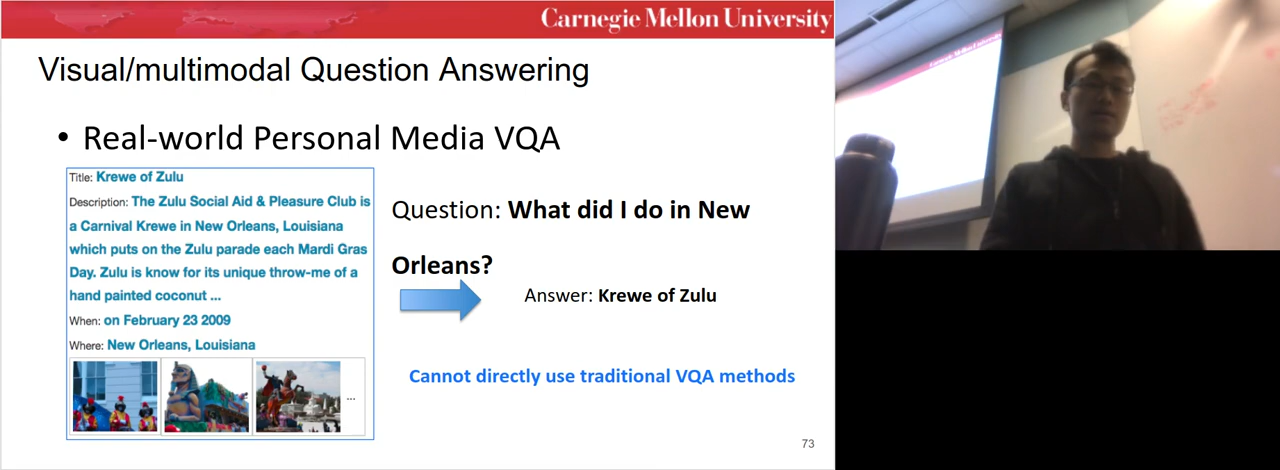 Carnegie Mellon University
Visual/multimodal Question Answering
• Real-world Personal Media VQA
Title: Krewe of Zulu
Description: The Zulu Social Aid & Pleasure Club is
a Carnival Krewe in New Orleans, Louisiana
which puts on the Zulu parade each Mardi Gras
Day. Zulu is know for its unique throw-me of a
hand painted coconut ...
When: on February 23 2009
Where: New Orleans, Louisiana
...
Question: What did I do in New
Orleans?
Answer: Krewe of Zulu
Cannot directly use traditional VQA methods
73